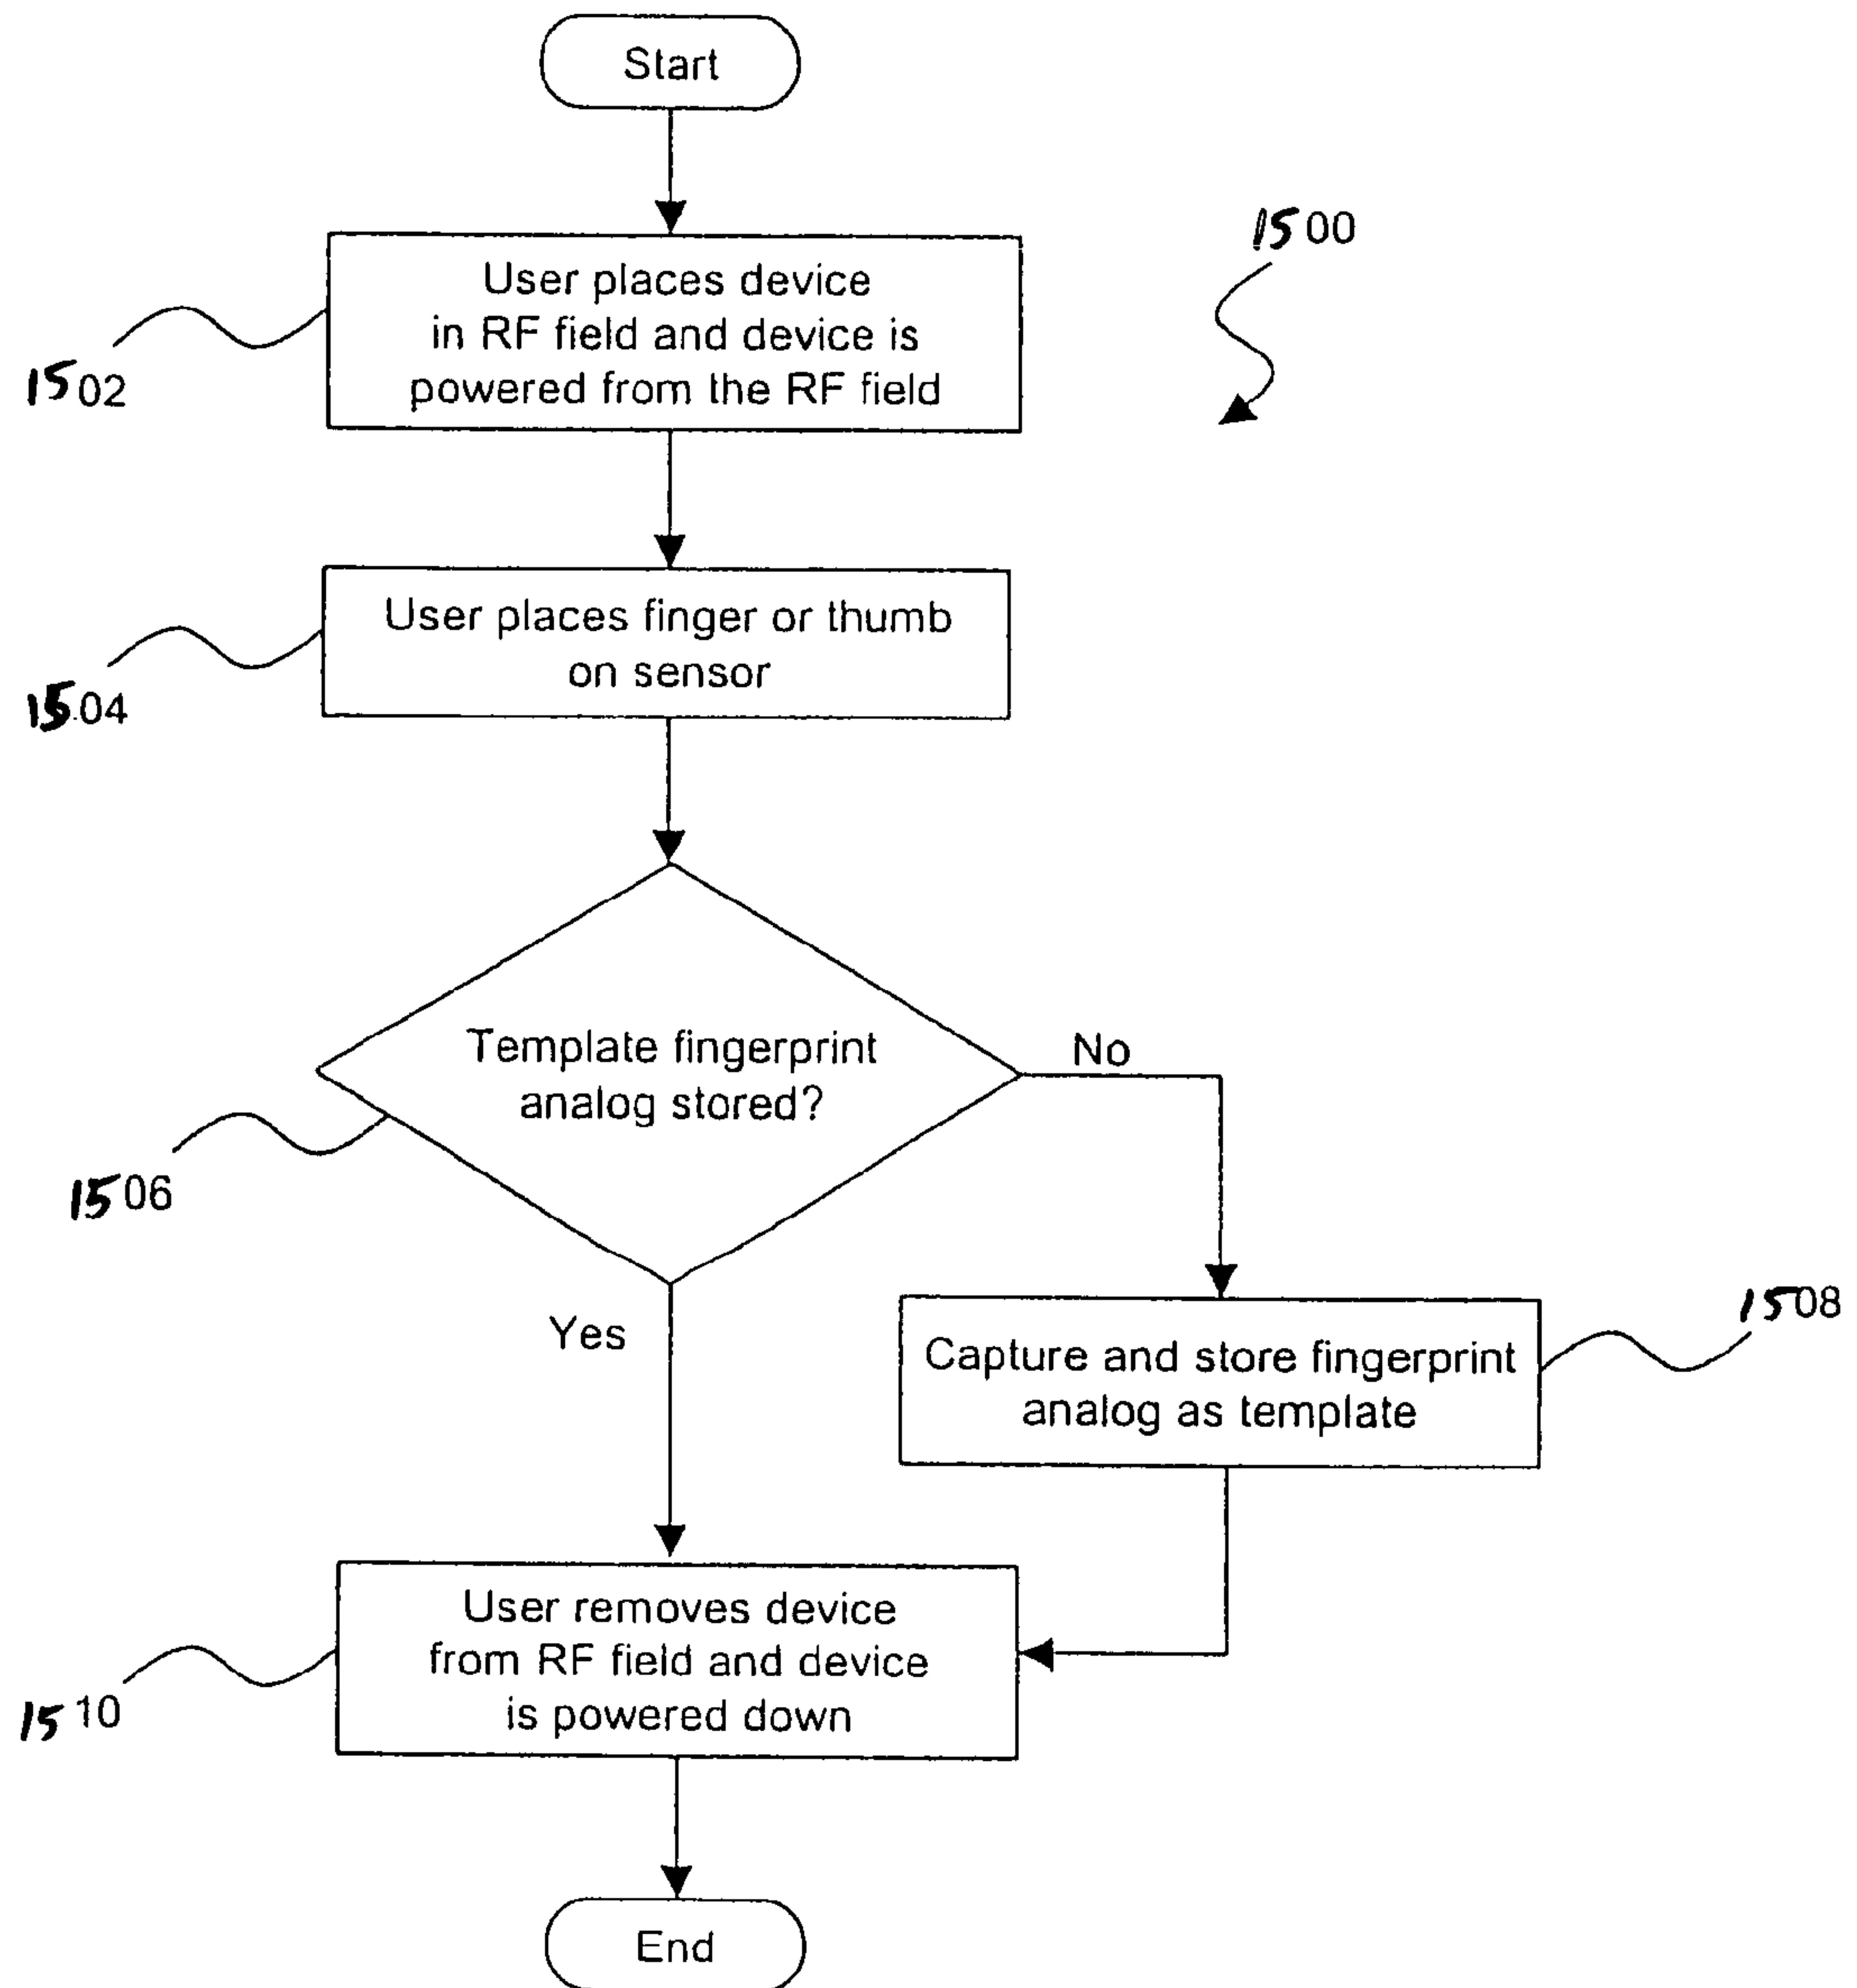 Start
1500
User places device
in RF field and device is
powered from the RF field
1502
User places finger or thumb
on sensor
1504
Template fingerprint
analog stored?
No
1506
Yes
1508
Capture and store fingerprint
analog as template
User removes device
from RF field and device
is powered down
1510
End